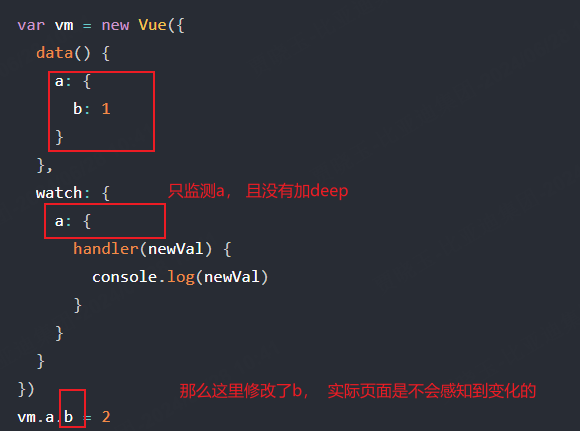 var vm = new Vue({
data() {
a: {
b: 1
}
},
watch: {
只监测a， 且没有加deep
a: {
handler(newVal) {
console.log(newVal)
}
}
}
})
那么这里修改了b， 实际页面是不会感知到变化的
vm.a.b = 2